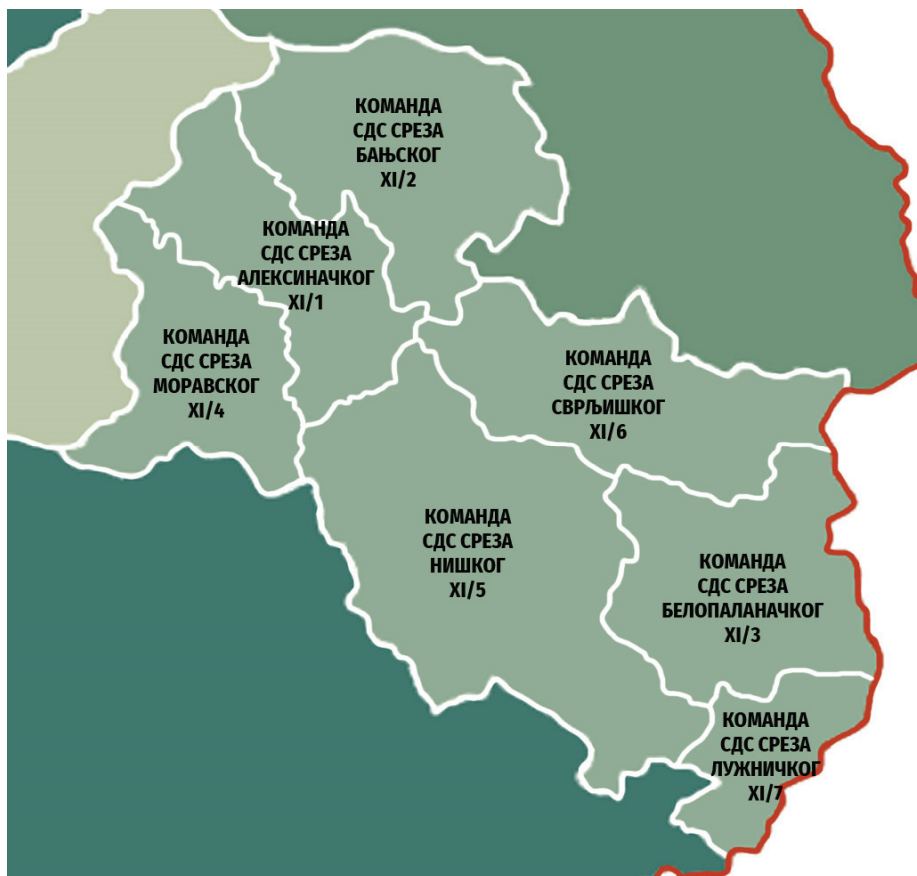 КОМАНДА
СДС СРЕЗА
БАЊСКОГ
XI/2
КОМАНДА
СДС СРЕЗА
АЛЕКСИНАЧКОГ
XI/1
КОМАНДА
СДС СРЕЗА
МОРАВСКОГ
XI/4
КОМАНДА
СДС СРЕЗА
СВРЉИШКОГ
XI/6
КОМАНДА
СДС СРЕЗА
НИШКОГ
XI/5
КОМАНДА
СДС СРЕЗА
БЕЛОПАЛАНАЧКОГ
XI/3
КОМАНДА
СДС СРЕЗА
ЛУЖНИЧКОГ
XI/7